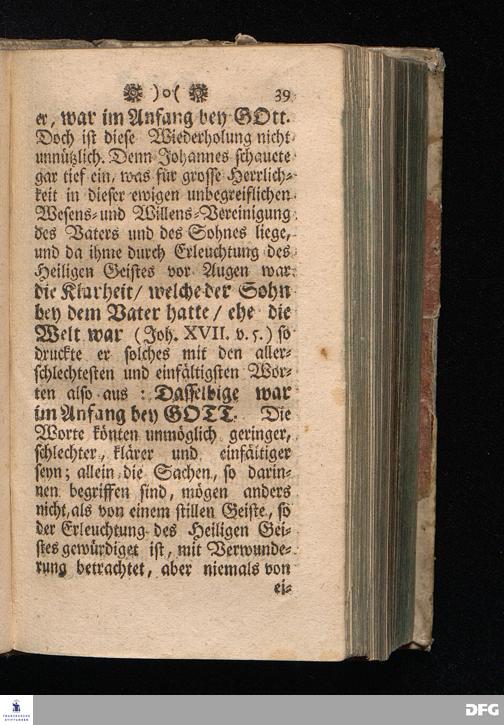 )o( 39
er, war im Anfang bey GOtt.
Doch ist diese Wiederholung nicht
unnützlich. Denn Johannes schauete
gar tief ein, was für grosse Herrlich-
keit in dieser ewigen unbegreiflichen
Wesens- und Willens-Vereinigung
des Vaters und des Sohnes liege,
und da ihme durch Erleuchtung des
Heiligen Geistes vor Augen war
die Klarheit/ welche der Sohn
bey dem Vater hatte/ ehe die
Welt war (Joh. XVII. v. 5.) so
druckte er solches mit den aller-
schlechtesten und einfältigsten Wor-
ten also aus: Dasselbige war
im Anfang bey GOTT. Die
Worte könten unmöglich geringer,
schlechter, klärer und einfältiger
seyn; allein die Sachen, so darin-
nen begriffen sind, mögen anders
nicht, als von einem stillen Geiste, so
der Erleuchtung des Heiligen Gei-
stes gewürdiget ist, mit Verwunde-
rung betrachtet, aber niemals von
ei-
FRANCKESCHE
STIFTUNGEN
DFG